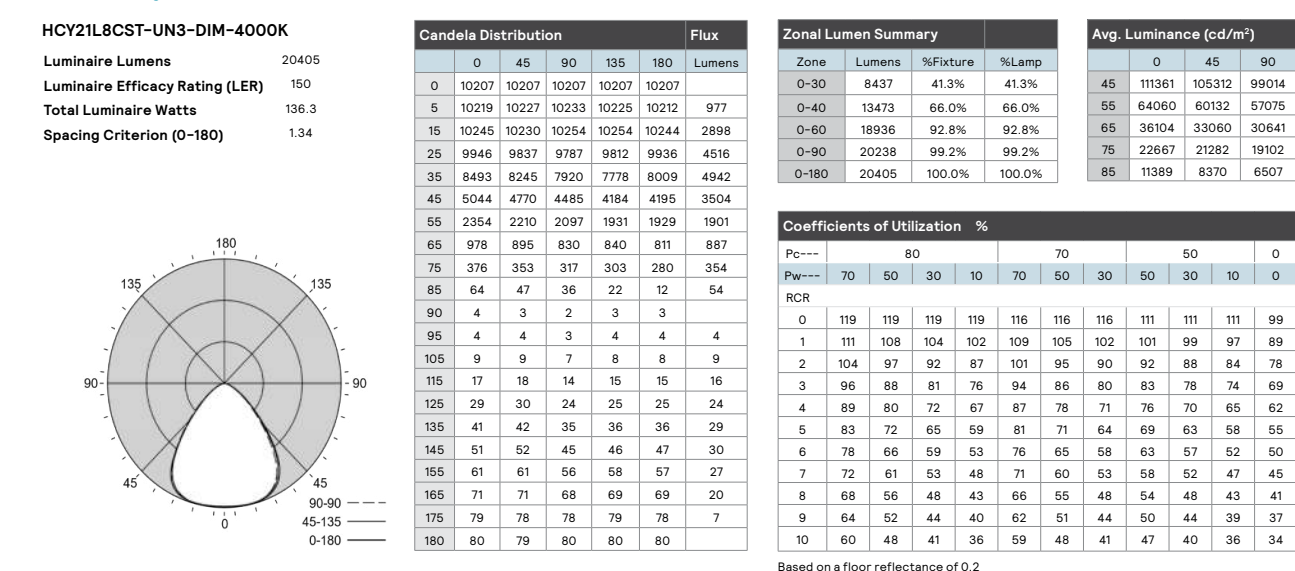 HCY21L8CST-UN3-DIM-4000K
Luminaire Lumens 20405
Luminaire Efficacy Rating (LER) 150
Total Luminaire Watts 136.3
Spacing Criterion (0-180) 1.34
180
135 135
90 90
45 45
0
90-90
45-135
0-180
Candela Distribution Flux
0 45 90 135 180 Lumens
0 10207 10207 10207 10207 10207
5 10219 10227 10233 10225 10212 977
15 10245 10230 10254 10254 10244 2898
25 9946 9837 9787 9812 9936 4516
35 8493 8245 7920 7778 8009 4942
45 5044 4770 4485 4184 4195 3504
55 2354 2210 2097 1931 1929 1901
65 978 895 830 840 811 887
75 376 353 317 303 280 354
85 64 47 36 22 12 54
90 4 3 2 3 3
95 4 4 3 4 4 4
105 9 9 7 8 8 9
115 17 18 14 15 15 16
125 29 30 24 25 25 24
135 41 42 35 36 36 29
145 51 52 45 46 47 30
155 61 61 56 58 57 27
165 71 71 68 69 69 20
175 79 78 78 79 78 7
180 80 79 80 80 80
Zonal Lumen Summary
Zone Lumens %Fixture %Lamp
0-30 8437 41.3% 41.3%
0-40 13473 66.0% 66.0%
0-60 18936 92.8% 92.8%
0-90 20238 99.2% 99.2%
0-180 20405 100.0% 100.0%
Avg. Luminance (cd/m²)
0 45 90
45 111361 105312 99014
55 64060 60132 57075
65 36104 33060 30641
75 22667 21282 19102
85 11389 8370 6507
Coefficients of Utilization %
Pc--- 80 70 50 0
Pw--- 70 50 30 10 70 50 30 50 30 10 0
RCR
0 119 119 119 119 116 116 116 111 111 111 99
1 111 108 104 102 109 105 102 101 99 97 89
2 104 97 92 87 101 95 90 92 88 84 78
3 96 88 81 76 94 86 80 83 78 74 69
4 89 80 72 67 87 78 71 76 70 65 62
5 83 72 65 59 81 71 64 69 63 58 55
6 78 66 59 53 76 65 58 63 57 52 50
7 72 61 53 48 71 60 53 58 52 47 45
8 68 56 48 43 66 55 48 54 48 43 41
9 64 52 44 40 62 51 44 50 44 39 37
10 60 48 41 36 59 48 41 47 40 36 34
Based on a floor reflectance of 0.2